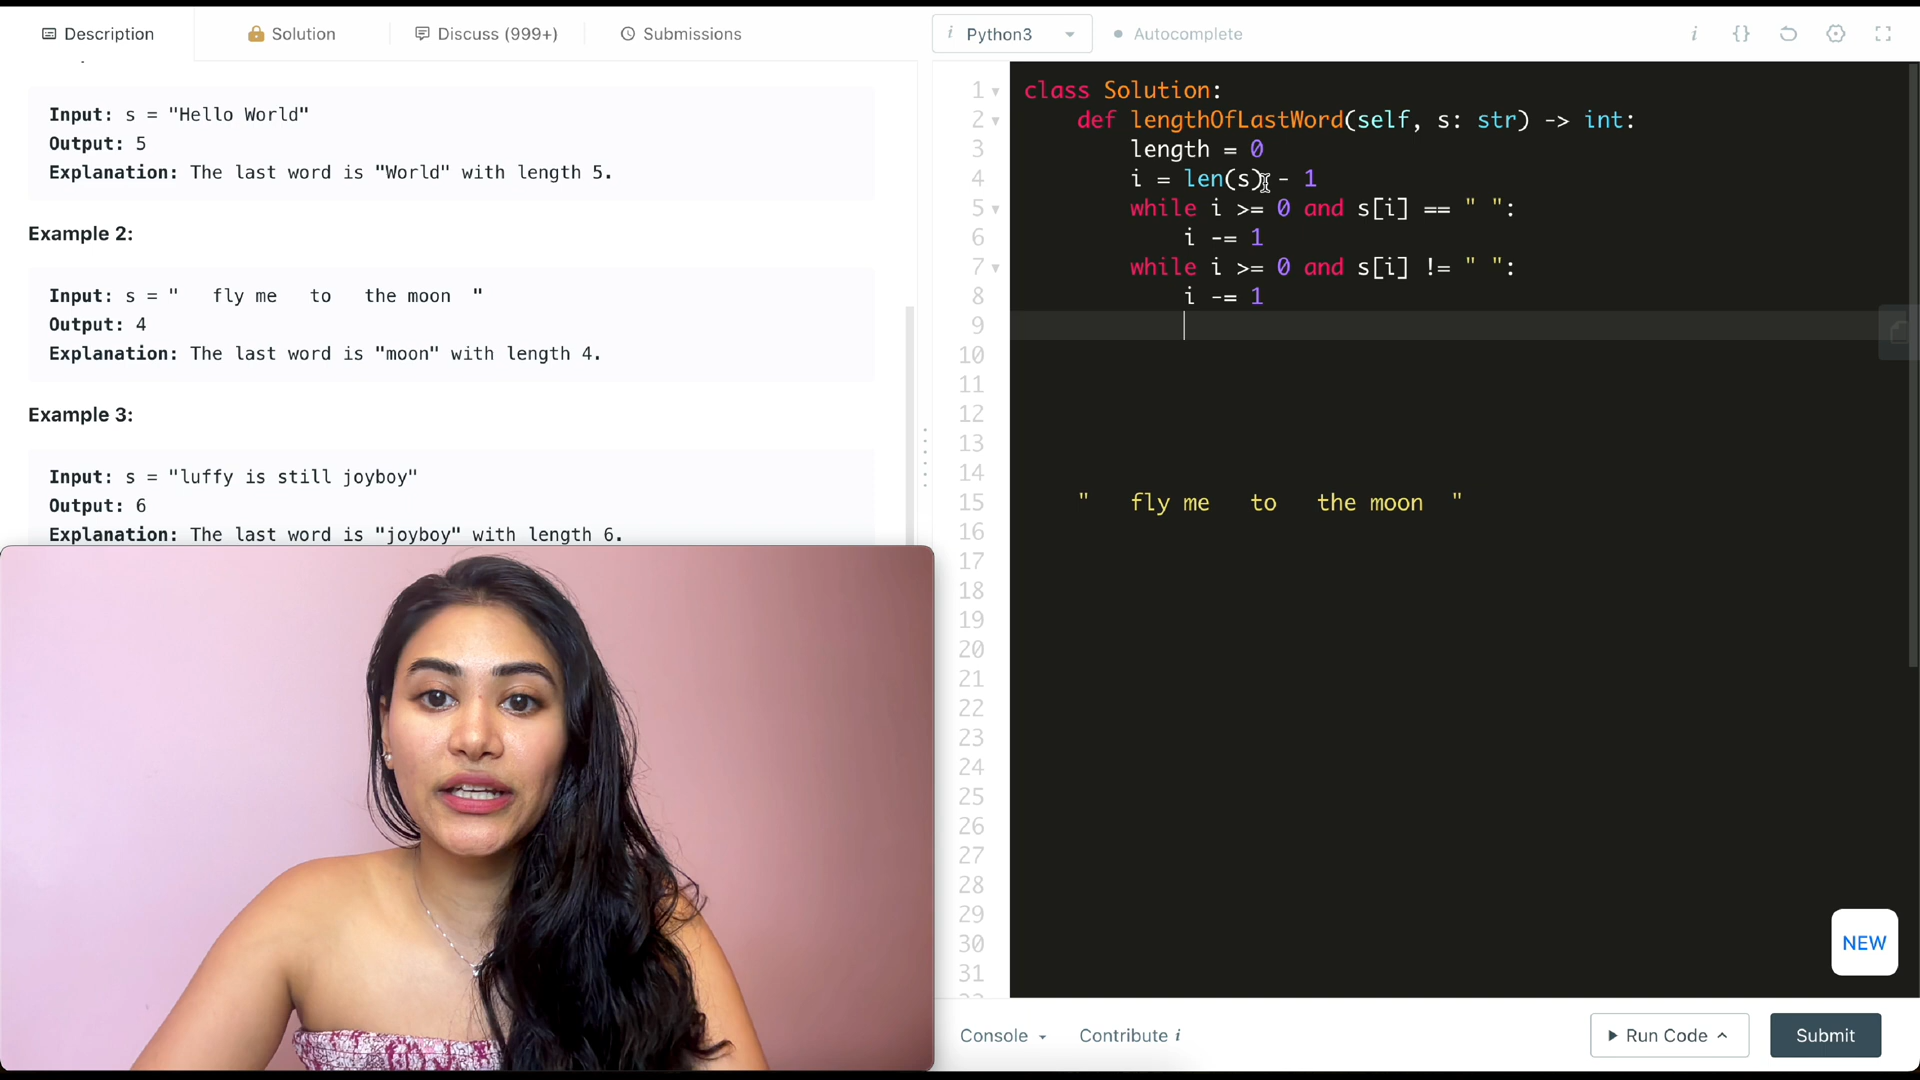 Description
Solution
Discuss (999+)
Submissions
Input: s = "Hello World"
Output: 5
Explanation: The last word is "World" with length 5.
Example 2:
Input: s = "   fly me   to   the moon  "
Output: 4
Explanation: The last word is "moon" with length 4.
Example 3:
Input: s = "luffy is still joyboy"
Output: 6
Explanation: The last word is "joyboy" with length 6.
i Python3
Autocomplete
i {}
1 class Solution:
2     def lengthOfLastWord(self, s: str) -> int:
3         length = 0
4         i = len(s) - 1
5         while i >= 0 and s[i] == " ":
6             i -= 1
7         while i >= 0 and s[i] != " ":
8             i -= 1
9
10
11
12
13
14
15     "   fly me   to   the moon  "
16
17
18
19
20
21
22
23
24
25
26
27
28
29
30
31
NEW
Console
Contribute i
Run Code
Submit